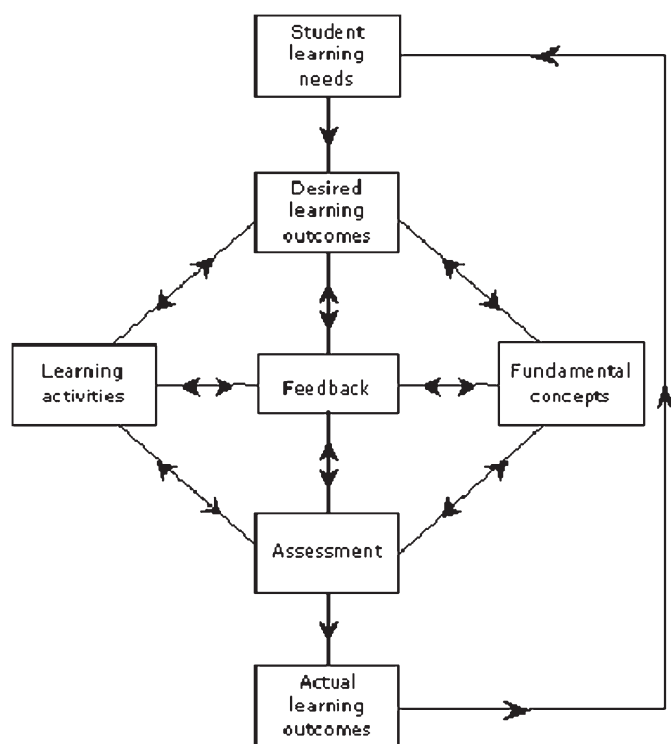 Student
learning
needs
Desired
learning
outcomes
Learning
activities
Feedback
Fundamental
concepts
Assessment
Actual
learning
outcomes